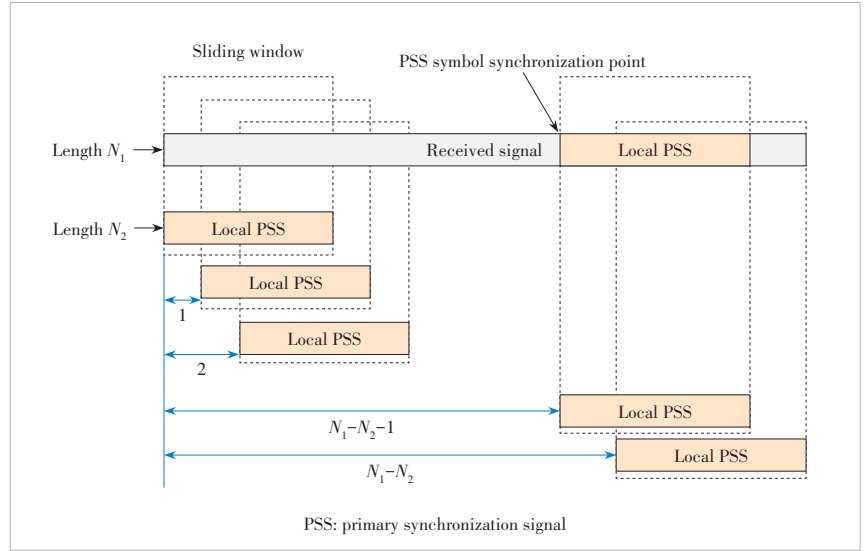 Sliding window
PSS symbol synchronization point
Length N₁
Received signal
Local PSS
Length N₂
Local PSS
Local PSS
1
Local PSS
2
Local PSS
N₁−N₂−1
Local PSS
N₁−N₂
PSS: primary synchronization signal